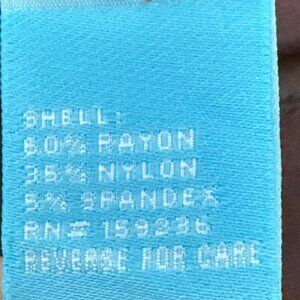 SHELL:
60% RAYON
35% NYLON
5% SPANDEX
RN# 159236
REVERSE FOR CARE